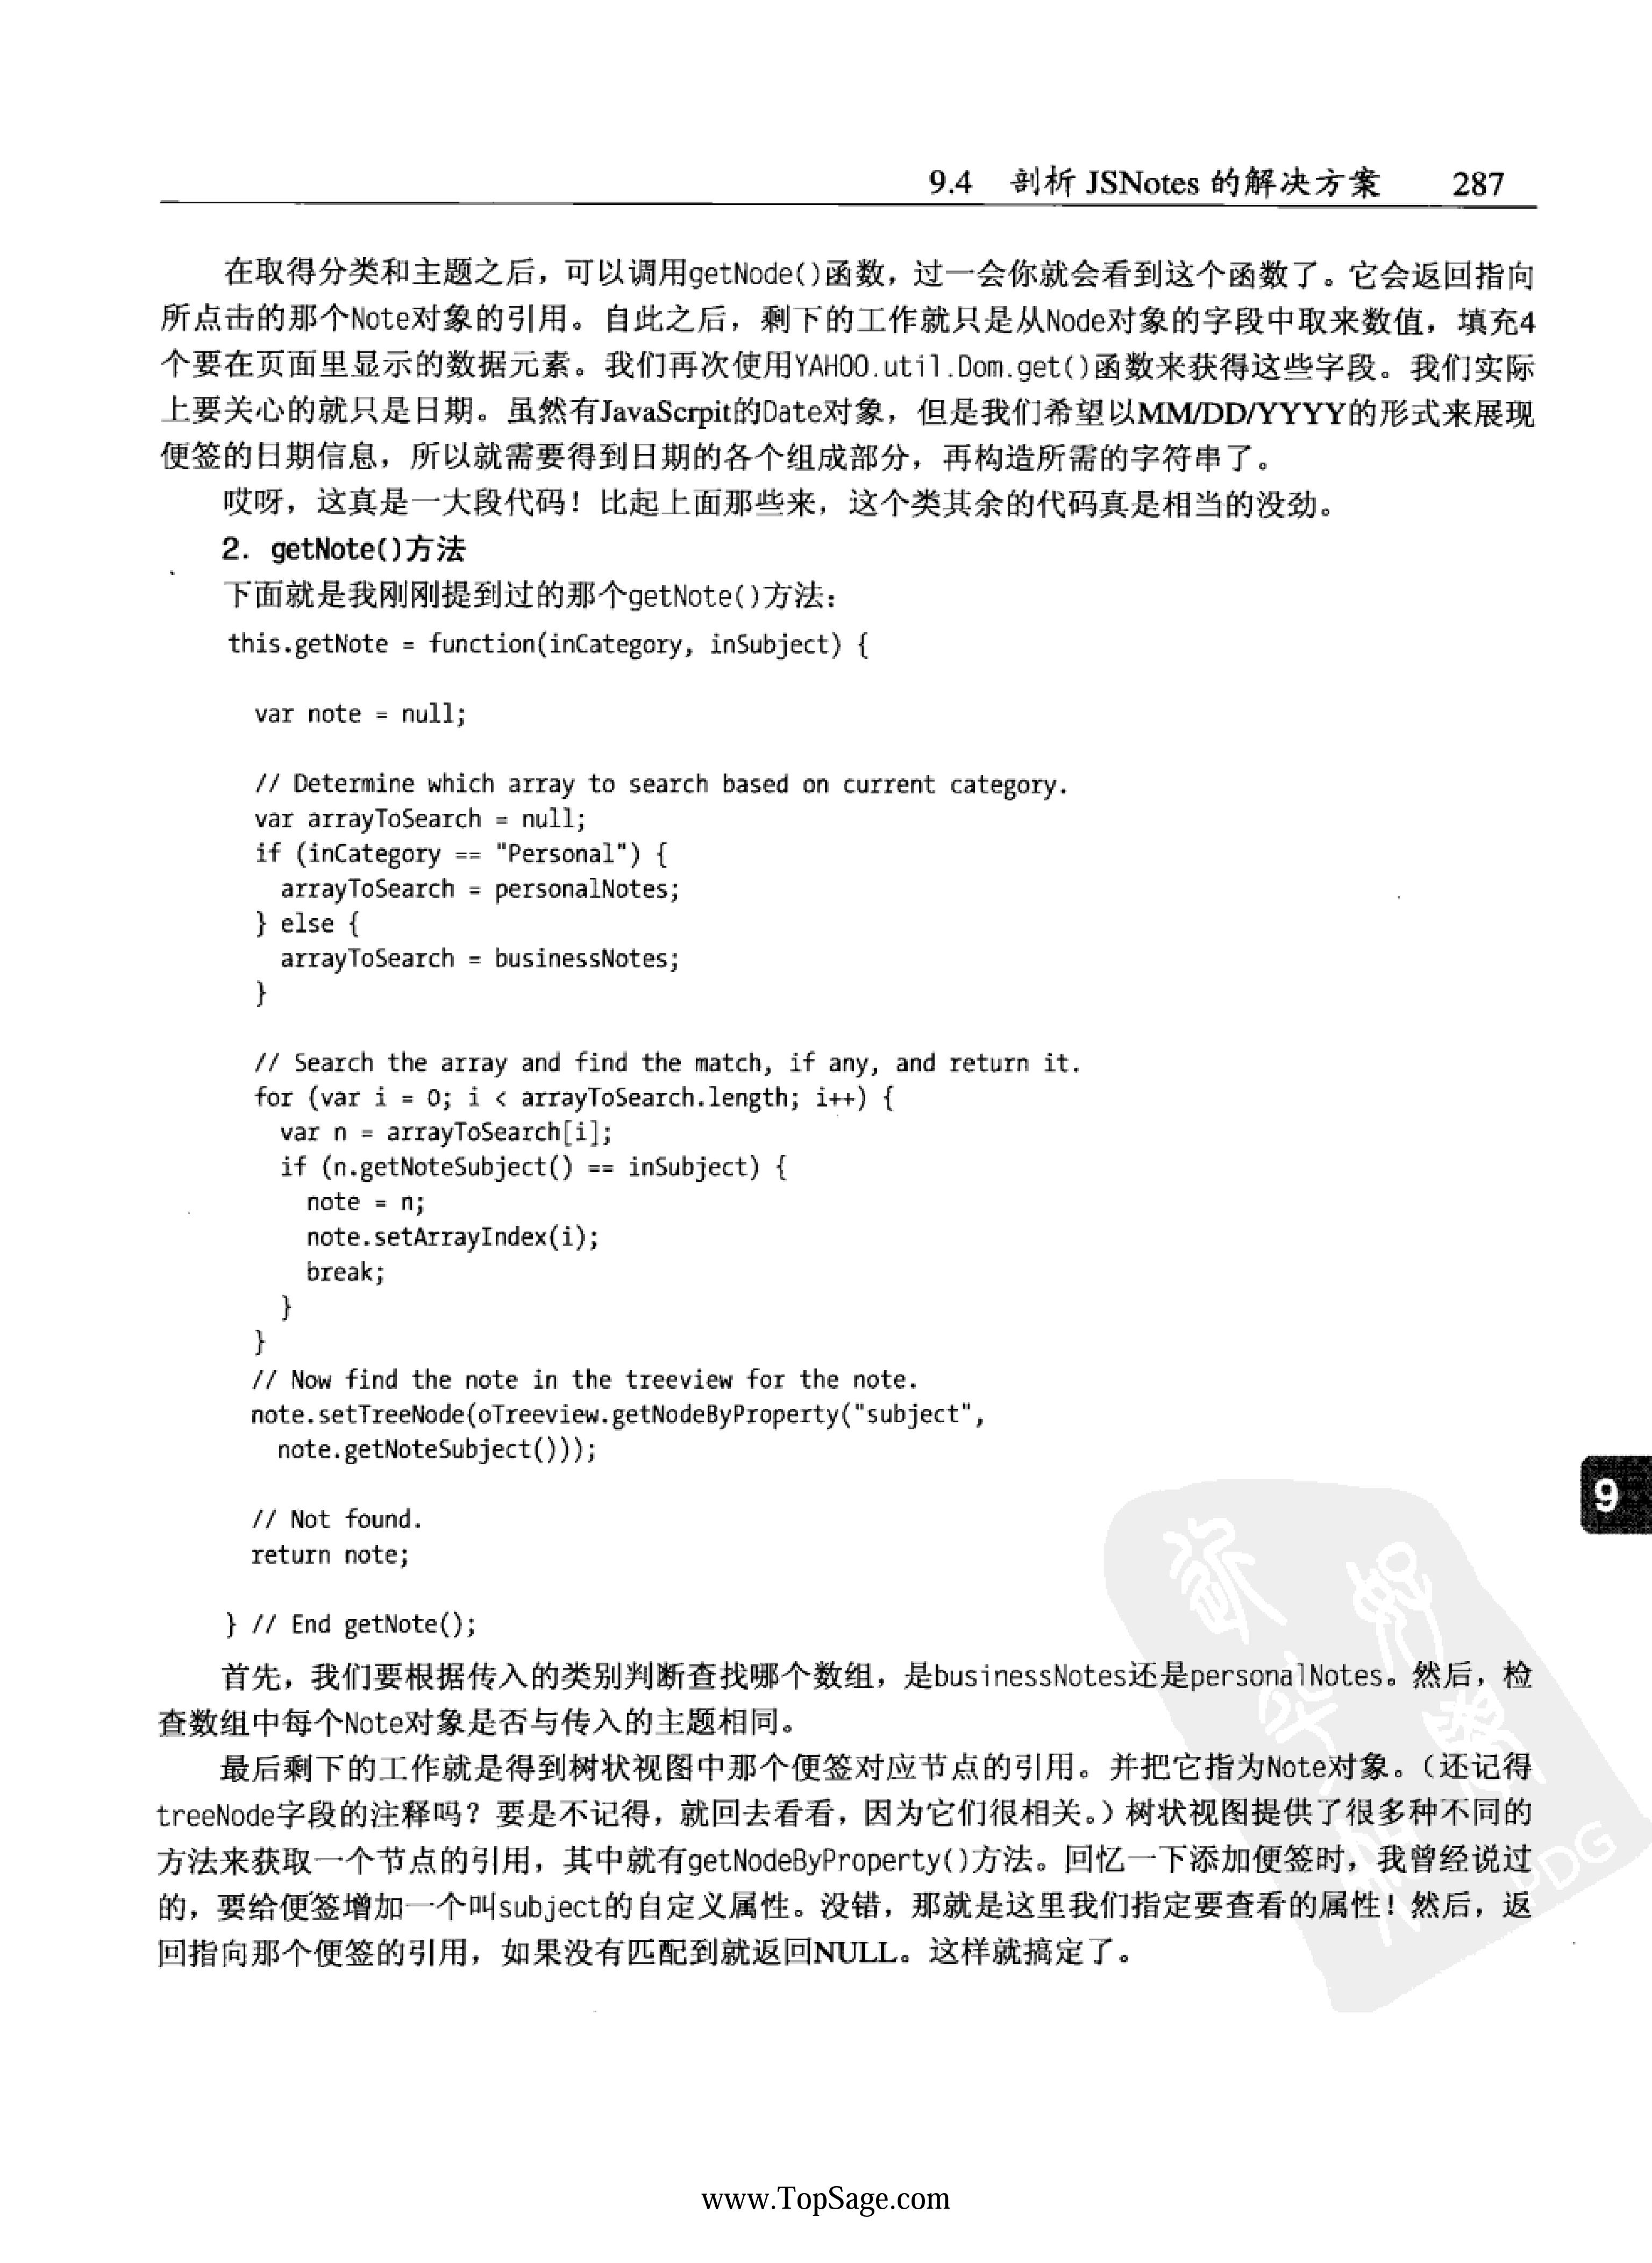 9.4 剖析 JSNotes 的解决方案 287
在取得分类和主题之后，可以调用getNode()函数，过一会你就会看到这个函数了。它会返回指向
所点击的那个Note对象的引用。自此之后，剩下的工作就只是从Node对象的字段中取来数值，填充4
个要在页面里显示的数据元素。我们再次使用YAHOO.util.Dom.get()函数来获得这些字段。我们实际
上要关心的就只是日期。虽然有JavaScrpit的Date对象，但是我们希望以MM/DD/YYYY的形式来展现
便签的日期信息，所以就需要得到日期的各个组成部分，再构造所需的字符串了。
哎呀，这真是一大段代码！比起上面那些来，这个类其余的代码真是相当的没劲。
2. getNote()方法
下面就是我刚刚提到过的那个getNote()方法：
this.getNote = function(inCategory, inSubject) {
var note = null;
// Determine which array to search based on current category.
var arrayToSearch = null;
if (inCategory == "Personal") {
arrayToSearch = personalNotes;
} else {
arrayToSearch = businessNotes;
}
// Search the array and find the match, if any, and return it.
for (var i = 0; i < arrayToSearch.length; i++) {
var n = arrayToSearch[i];
if (n.getNoteSubject() == inSubject) {
note = n;
note.setArrayIndex(i);
break;
}
}
// Now find the note in the treeview for the note.
note.setTreeNode(oTreeview.getNodeByProperty("subject",
note.getNoteSubject()));
// Not found.
return note;
} // End getNote();
首先，我们要根据传入的类别判断查找哪个数组，是businessNotes还是personalNotes。然后，检
查数组中每个Note对象是否与传入的主题相同。
最后剩下的工作就是得到树状视图中那个便签对应节点的引用。并把它指为Note对象。（还记得
treeNode字段的注释吗？要是不记得，就回去看看，因为它们很相关。）树状视图提供了很多种不同的
方法来获取一个节点的引用，其中就有getNodeByProperty()方法。回忆一下添加便签时，我曾经说过
的，要给便签增加一个叫subject的自定义属性。没错，那就是这里我们指定要查看的属性！然后，返
回指向那个便签的引用，如果没有匹配到就返回NULL。这样就搞定了。
9
PDG
www.TopSage.com